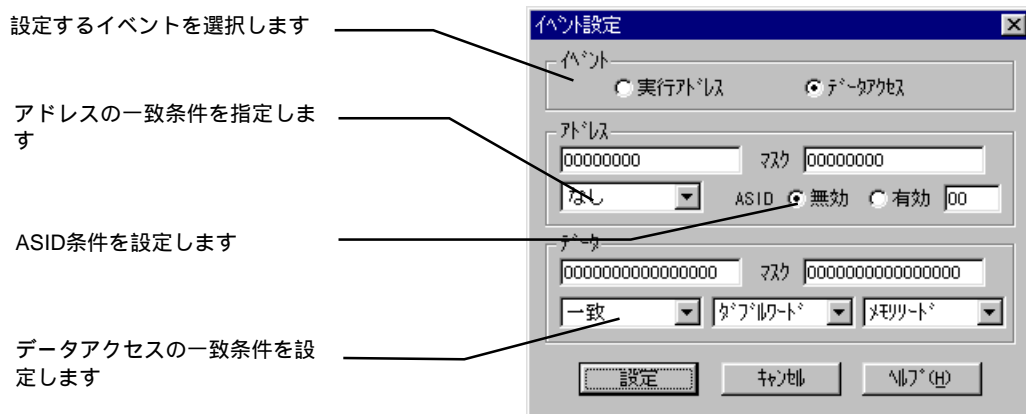 設定するイベントを選択します
アドレスの一致条件を指定しま
す
ASID条件を設定します
データアクセスの一致条件を設
定します
ｲﾍﾞﾝﾄ設定
ｲﾍﾞﾝﾄ
実行ｱﾄﾞﾚｽ ﾃﾞｰﾀｱｸｾｽ
ｱﾄﾞﾚｽ
00000000 ﾏｽｸ 00000000
なし ASID 無効 有効 00
ﾃﾞｰﾀ
0000000000000000 ﾏｽｸ 0000000000000000
一致 ﾀﾞﾌﾞﾙﾜｰﾄﾞ ﾒﾓﾘﾘｰﾄﾞ
設定 ｷｬﾝｾﾙ ﾍﾙﾌﾟ(H)